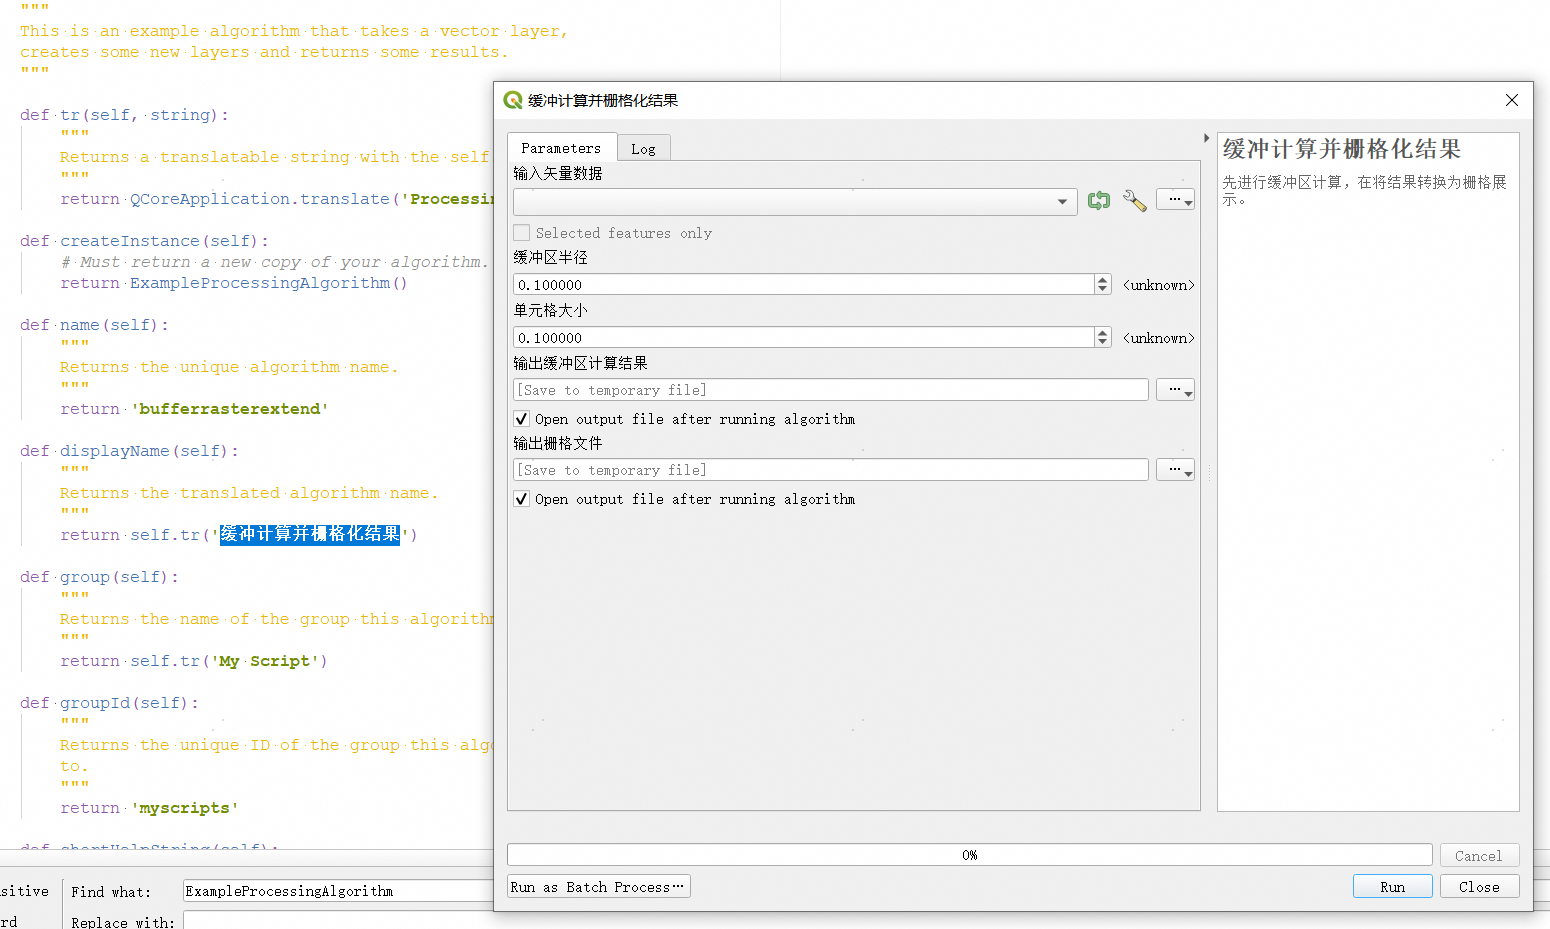 """
This is an example algorithm that takes a vector layer,
creates some new layers and returns some results.
"""
def tr(self, string):
"""
Returns a translatable string with the self
"""
return QCoreApplication.translate('Processin
def createInstance(self):
# Must return a new copy of your algorithm.
return ExampleProcessingAlgorithm()
def name(self):
"""
Returns the unique algorithm name.
"""
return 'bufferrasterextend'
def displayName(self):
"""
Returns the translated algorithm name.
"""
return self.tr('缓冲计算并栅格化结果')
def group(self):
"""
Returns the name of the group this algorithm
"""
return self.tr('My Script')
def groupId(self):
"""
Returns the unique ID of the group this algo
to.
"""
return 'myscripts'
def shortHelpString(self):
sitive
Find what:
ExampleProcessingAlgorithm
rd
Replace with:
缓冲计算并栅格化结果
Parameters
Log
输入矢量数据
Selected features only
缓冲区半径
0.100000
<unknown>
单元格大小
0.100000
<unknown>
输出缓冲区计算结果
[Save to temporary file]
Open output file after running algorithm
输出栅格文件
[Save to temporary file]
Open output file after running algorithm
缓冲计算并栅格化结果
先进行缓冲区计算，在将结果转换为栅格展
示。
0%
Cancel
Run as Batch Process…
Run
Close